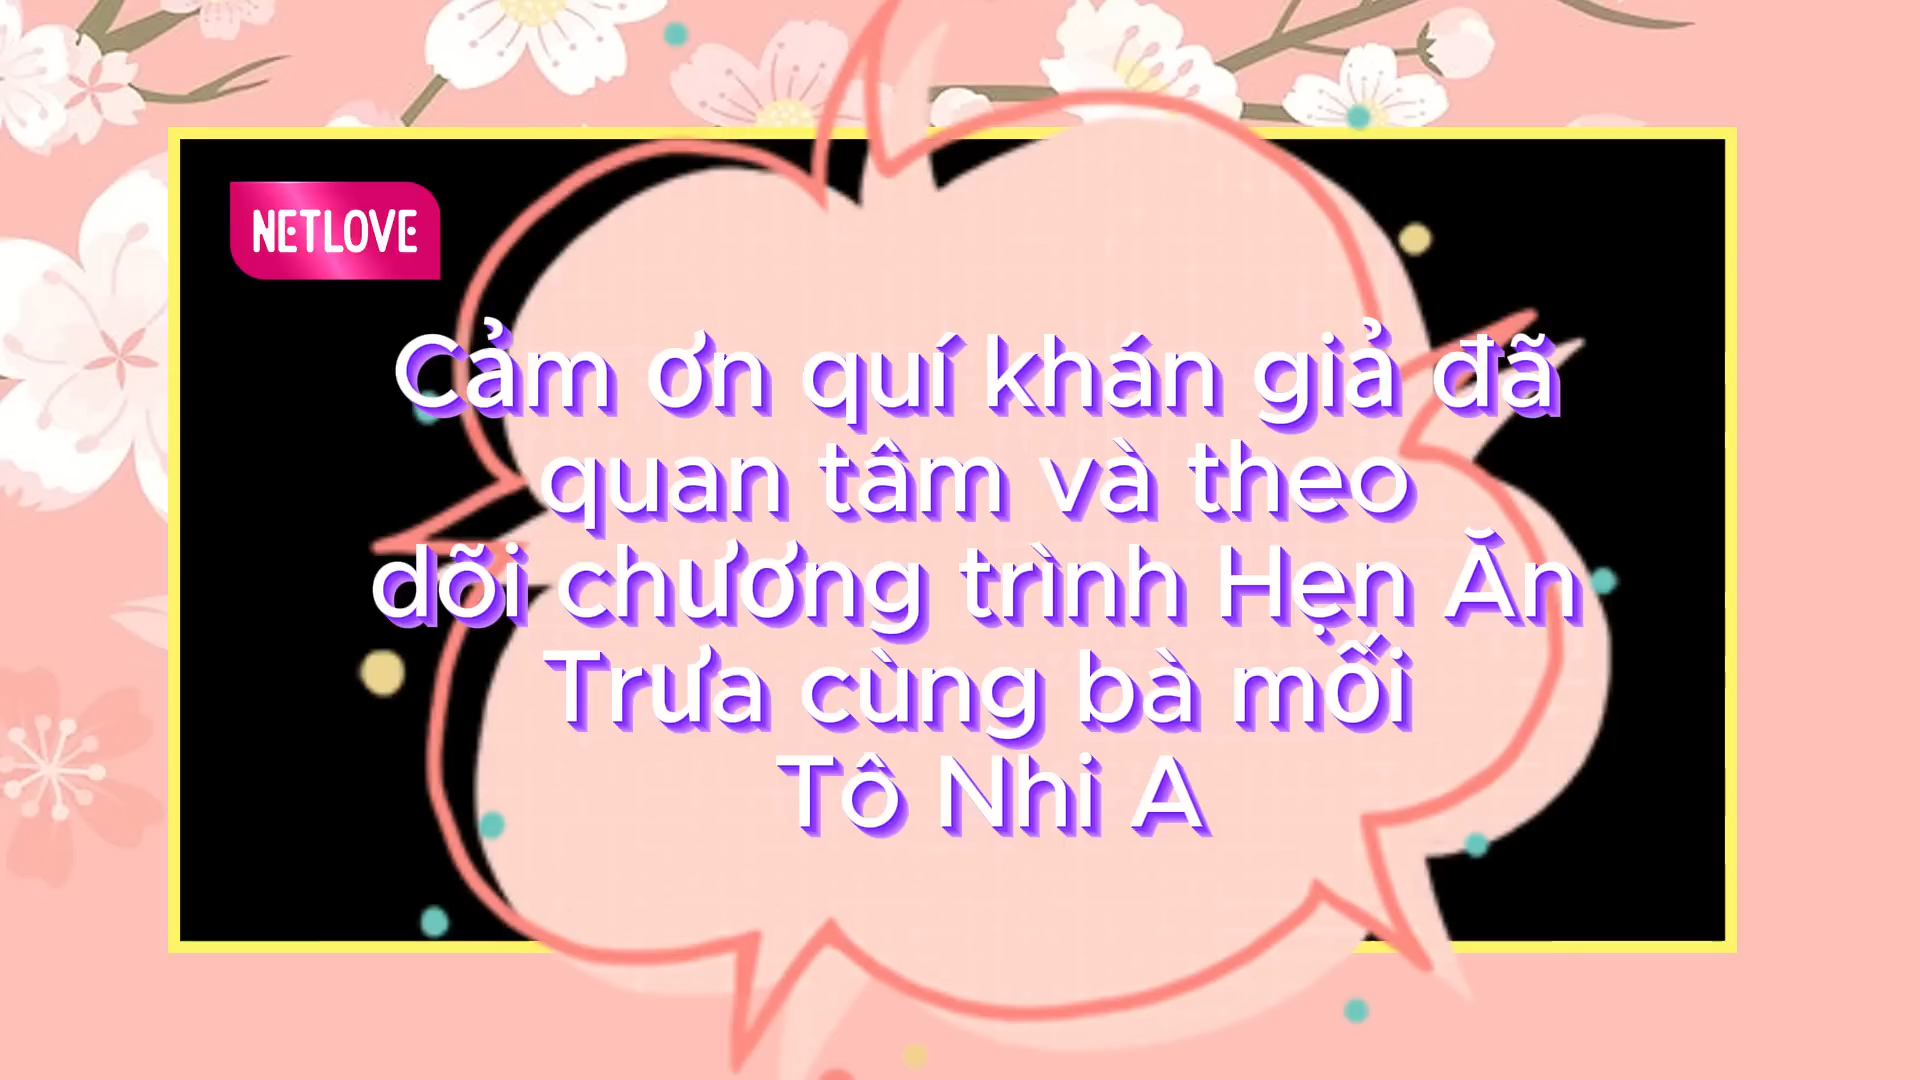 NETLOVE
Cảm ơn quí khán giả đã
quan tâm và theo
dõi chương trình Hẹn Ăn
Trưa cùng bà mối
Tô Nhi A